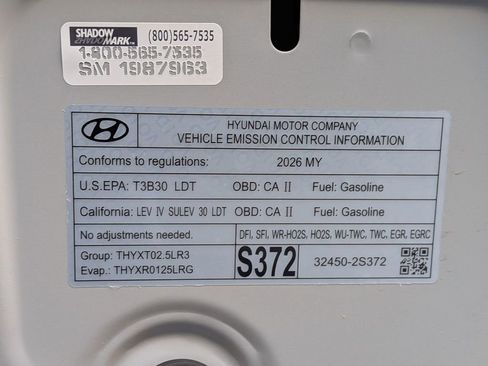 SHADOW
MARK™
(800)565-7535
1-800-565-7535
SM 1987963
HYUNDAI MOTOR COMPANY
VEHICLE EMISSION CONTROL INFORMATION
Conforms to regulations: 2026 MY
U.S.EPA: T3B30 LDT OBD: CA II Fuel: Gasoline
California: LEV IV SULEV 30 LDT OBD: CA II Fuel: Gasoline
No adjustments needed. DFI, SFI, WR-HO2S, HO2S, WU-TWC, TWC, EGR, EGRC
Group: THYXT02.5LR3
Evap.: THYXR0125LRG
S372
32450-2S372